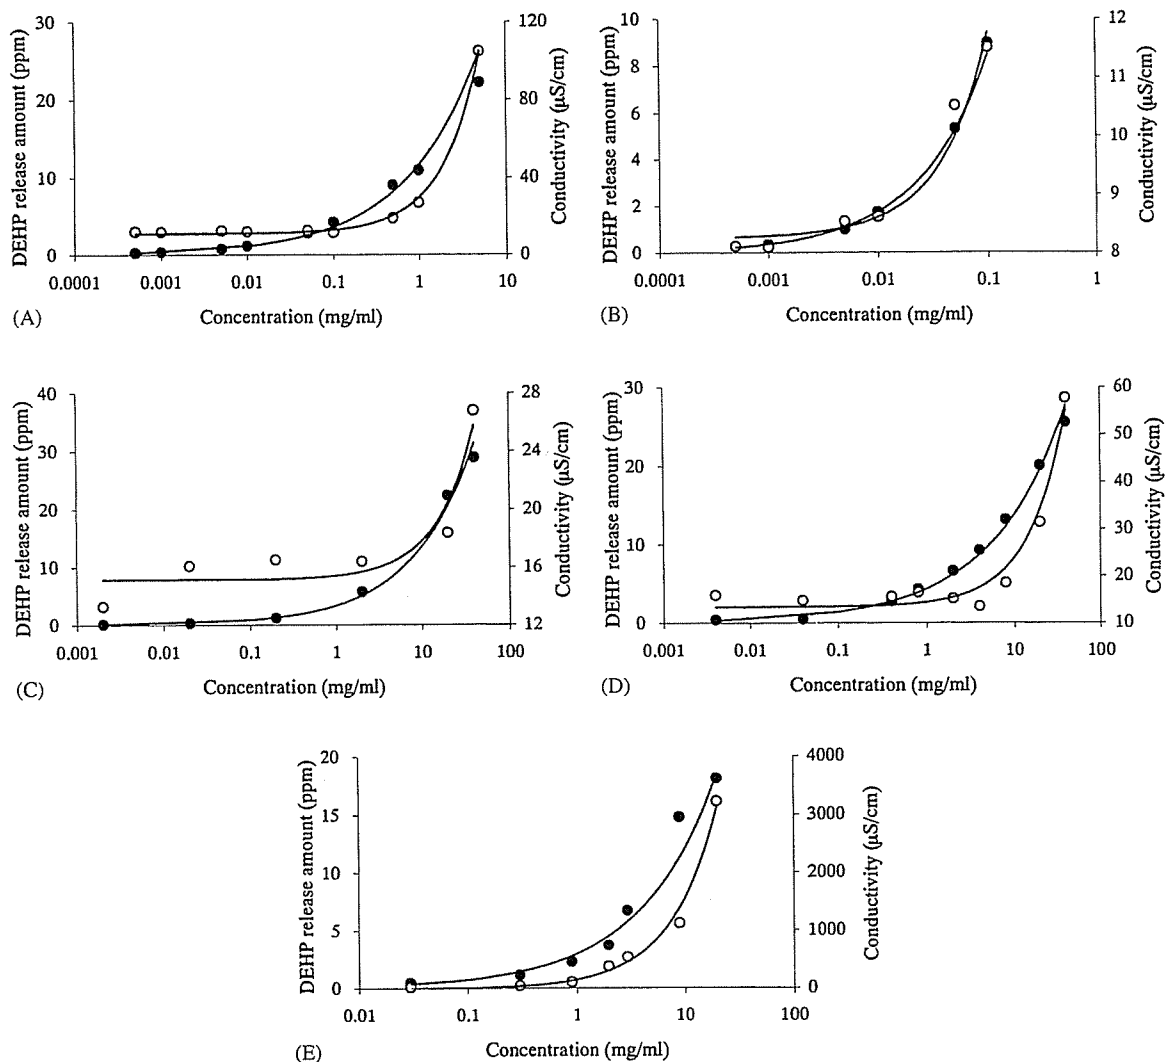 30
20
10
0
DEHP release amount (ppm)
120
80
40
0
Conductivity (μS/cm)
0.0001 0.001 0.01 0.1 1 10
Concentration (mg/ml)
(A)
10
8
6
4
2
0
DEHP release amount (ppm)
12
11
10
9
8
Conductivity (μS/cm)
0.0001 0.001 0.01 0.1 1
Concentration (mg/ml)
(B)
40
30
20
10
0
DEHP release amount (ppm)
28
24
20
16
12
Conductivity (μS/cm)
0.001 0.01 0.1 1 10 100
Concentration (mg/ml)
(C)
30
20
10
0
DEHP release amount (ppm)
60
50
40
30
20
10
Conductivity (μS/cm)
0.001 0.01 0.1 1 10 100
Concentration (mg/ml)
(D)
20
15
10
5
0
DEHP release amount (ppm)
4000
3000
2000
1000
0
Conductivity (μS/cm)
0.01 0.1 1 10 100
Concentration (mg/ml)
(E)